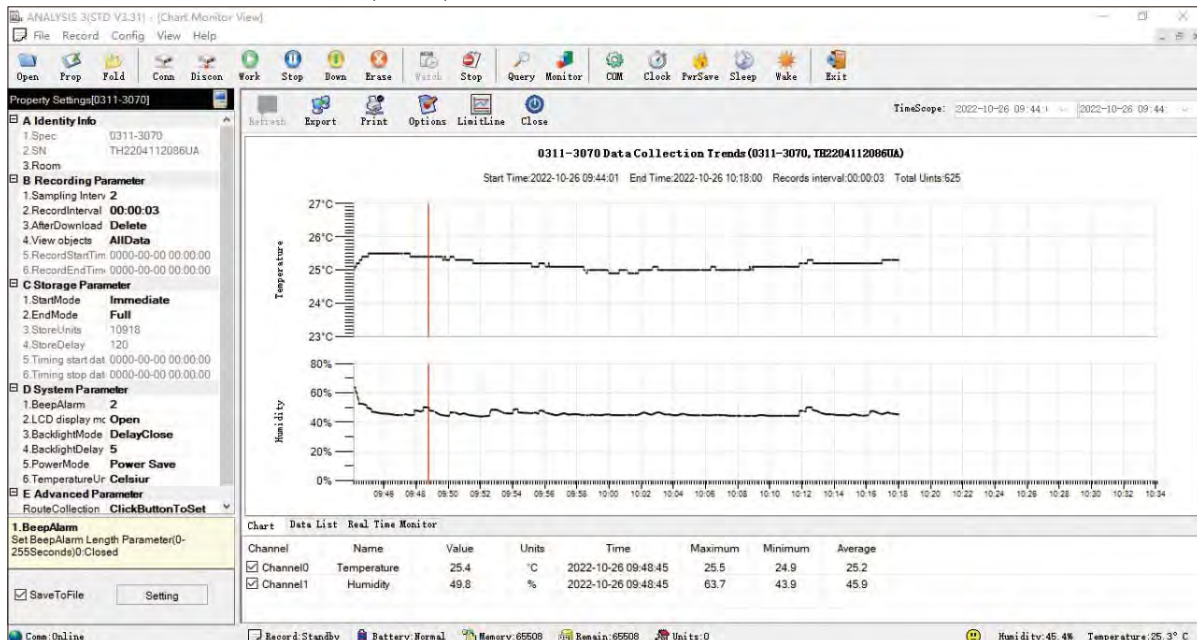 ANALYSIS 3(STD V3.31) - [Chart Monitor View]
File Record Config View Help
Open Prop Fold Conn Discon Work Stop Down Erase Watch Stop Query Monitor COM Clock PwrSave Sleep Wake Exit
Property Settings[0311-3070]
A Identity Info
1.Spec 0311-3070
2.SN TH2204112086UA
3.Room
B Recording Parameter
1.Sampling Interv 2
2.RecordInterval 00:00:03
3.AfterDownload Delete
4.View objects AllData
5.RecordStartTim 0000-00-00 00:00:00
6.RecordEndTime 0000-00-00 00:00:00
C Storage Parameter
1.StartMode Immediate
2.EndMode Full
3.StoreUnits 10918
4.StoreDelay 120
5.Timing start dat 0000-00-00 00:00:00
6.Timing stop dat 0000-00-00 00:00:00
D System Parameter
1.BeepAlarm 2
2.LCD display mc Open
3.BacklightMode DelayClose
4.BacklightDelay 5
5.PowerMode Power Save
6.TemperatureUr Celsiur
E Advanced Parameter
RouteCollection ClickButtonToSet
1.BeepAlarm
Set BeepAlarm Length Parameter(0-
255Seconds)0:Closed
SaveToFile Setting
Refresh Export Print Options LimitLine Close
TimeScope: 2022-10-26 09:44: 2022-10-26 09:44
0311-3070 Data Collection Trends(0311-3070, TH2204112086UA)
Start Time:2022-10-26 09:44:01 End Time:2022-10-26 10:18:00 Records interval:00:00:03 Total Uints:625
Temperature
27°C
26°C
25°C
24°C
23°C
Humidity
80%
60%
40%
20%
0%
09:46 09:48 09:50 09:52 09:54 09:56 09:58 10:00 10:02 10:04 10:06 10:08 10:10 10:12 10:14 10:16 10:18 10:20 10:22 10:24 10:26 10:28 10:30 10:32 10:34
Chart Data List Real Time Monitor
Channel Name Value Units Time Maximum Minimum Average
Channel0 Temperature 25.4 °C 2022-10-26 09:48:45 25.5 24.9 25.2
Channel1 Humidity 49.8 % 2022-10-26 09:48:45 63.7 43.9 45.9
Comm:Online Record:Standby Battery:Normal Memory:65508 Remain:65508 Units:0 Humidity:45.4% Temperature:25.3° C